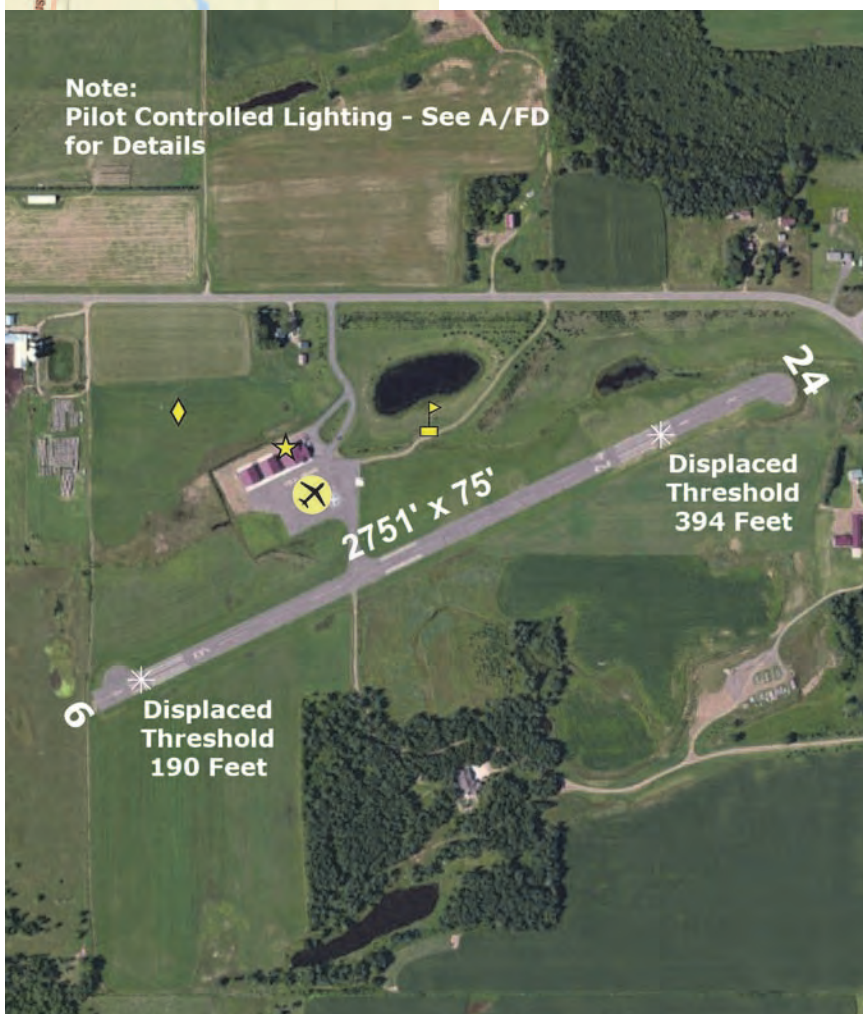 Note:
Pilot Controlled Lighting - See A/FD
for Details
24
Displaced
Threshold
394 Feet
2751' x 75'
6
Displaced
Threshold
190 Feet